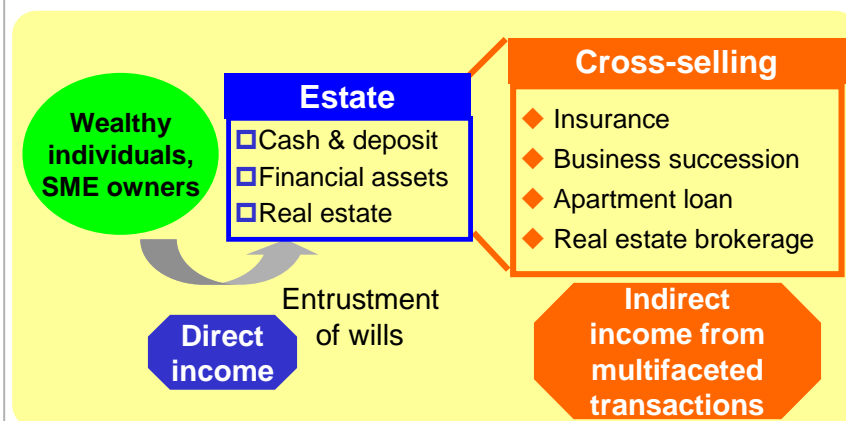 Wealthy
individuals,
SME owners
Estate
Cash & deposit
Financial assets
Real estate
Entrustment
of wills
Direct
income
Cross-selling
Insurance
Business succession
Apartment loan
Real estate brokerage
Indirect
income from
multifaceted
transactions